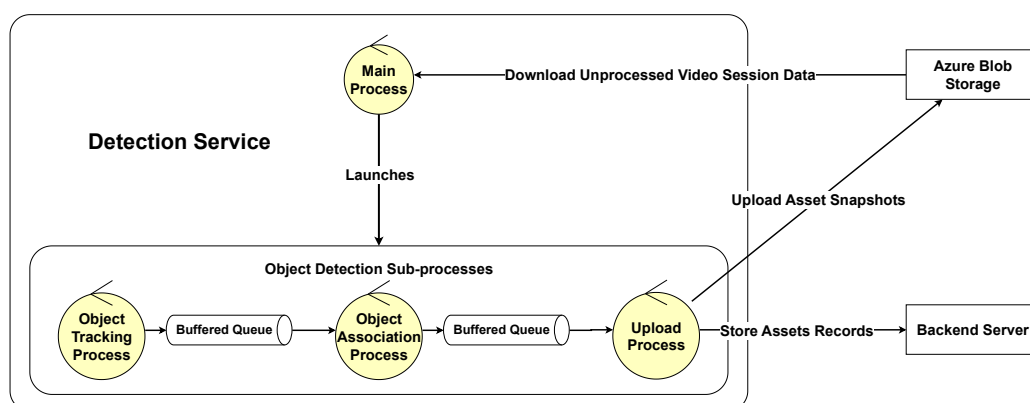 Main
Process
Download Unprocessed Video Session Data
Azure Blob
Storage
Detection Service
Launches
Upload Asset Snapshots
Object Detection Sub-processes
Object
Tracking
Process
Buffered Queue
Object
Association
Process
Buffered Queue
Upload
Process
Store Assets Records
Backend Server